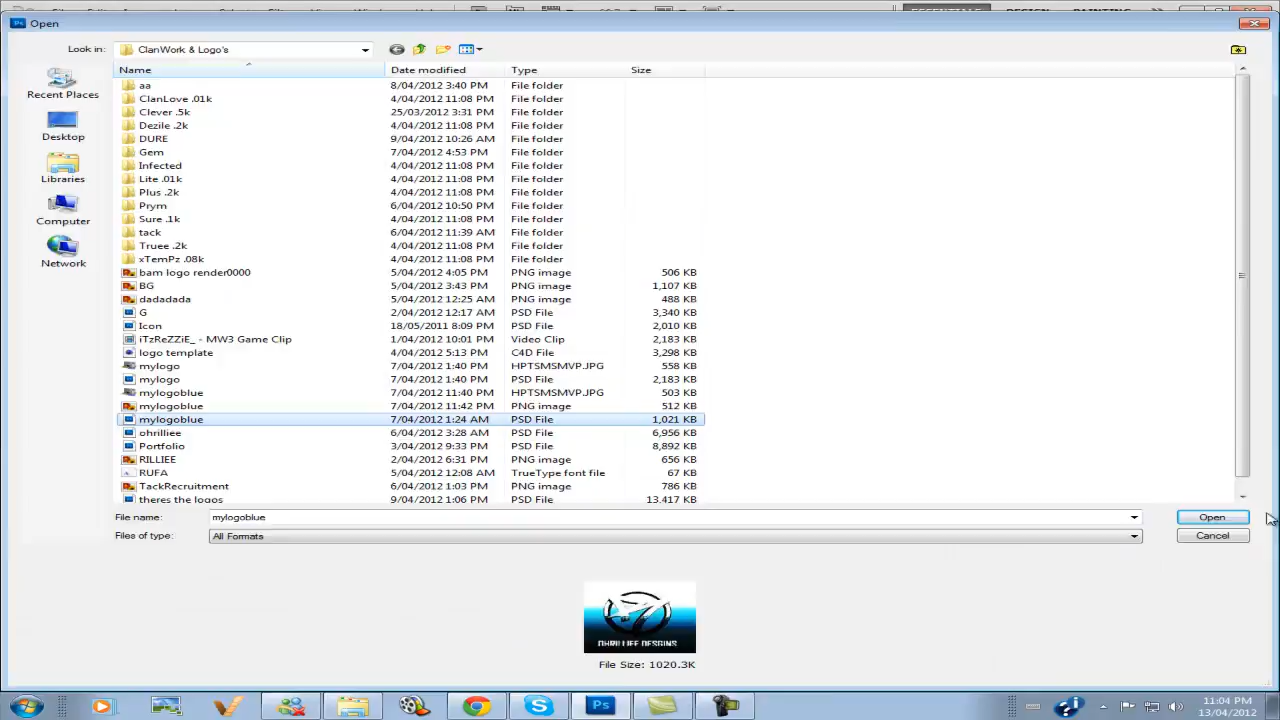 Open
Look in: ClanWork & Logo's
Name Date modified Type Size
aa 8/04/2012 3:40 PM File folder
ClanLove .01k 4/04/2012 11:08 PM File folder
Clever .5k 25/03/2012 3:31 PM File folder
Dezile .2k 4/04/2012 11:08 PM File folder
DURE 9/04/2012 10:26 AM File folder
Gem 7/04/2012 4:53 PM File folder
Infected 4/04/2012 11:08 PM File folder
Lite .01k 4/04/2012 11:08 PM File folder
Plus .2k 4/04/2012 11:08 PM File folder
Prym 6/04/2012 10:50 PM File folder
Sure .1k 4/04/2012 11:08 PM File folder
tack 6/04/2012 11:39 AM File folder
Truee .2k 4/04/2012 11:08 PM File folder
xTemPz .08k 4/04/2012 11:08 PM File folder
bam logo render0000 5/04/2012 4:05 PM PNG image 506 KB
BG 5/04/2012 3:43 PM PNG image 1,107 KB
dadadada 5/04/2012 12:25 AM PNG image 488 KB
G 2/04/2012 12:17 AM PSD File 3,340 KB
Icon 18/05/2011 8:09 PM PSD File 2,010 KB
iTzReZZiE_ - MW3 Game Clip 1/04/2012 10:01 PM Video Clip 2,183 KB
logo template 4/04/2012 5:13 PM C4D File 3,298 KB
mylogo 7/04/2012 1:40 PM HPTSMSMVP.JPG 558 KB
mylogo 7/04/2012 1:40 PM PSD File 2,183 KB
mylogoblue 7/04/2012 11:40 PM HPTSMSMVP.JPG 503 KB
mylogoblue 7/04/2012 11:42 PM PNG image 512 KB
mylogoblue 7/04/2012 1:24 AM PSD File 1,021 KB
ohrilliee 6/04/2012 3:28 AM PSD File 6,956 KB
Portfolio 3/04/2012 9:33 PM PSD File 8,892 KB
RILLIEE 2/04/2012 6:31 PM PNG image 656 KB
RUFA 5/04/2012 12:08 AM TrueType font file 67 KB
TackRecruitment 6/04/2012 1:03 PM PNG image 786 KB
theres the logos 9/04/2012 1:06 PM PSD File 13,417 KB
Recent Places
Desktop
Libraries
Computer
Network
File name: mylogoblue Open
Files of type: All Formats Cancel
File Size: 1020.3K
11:04 PM
13/04/2012